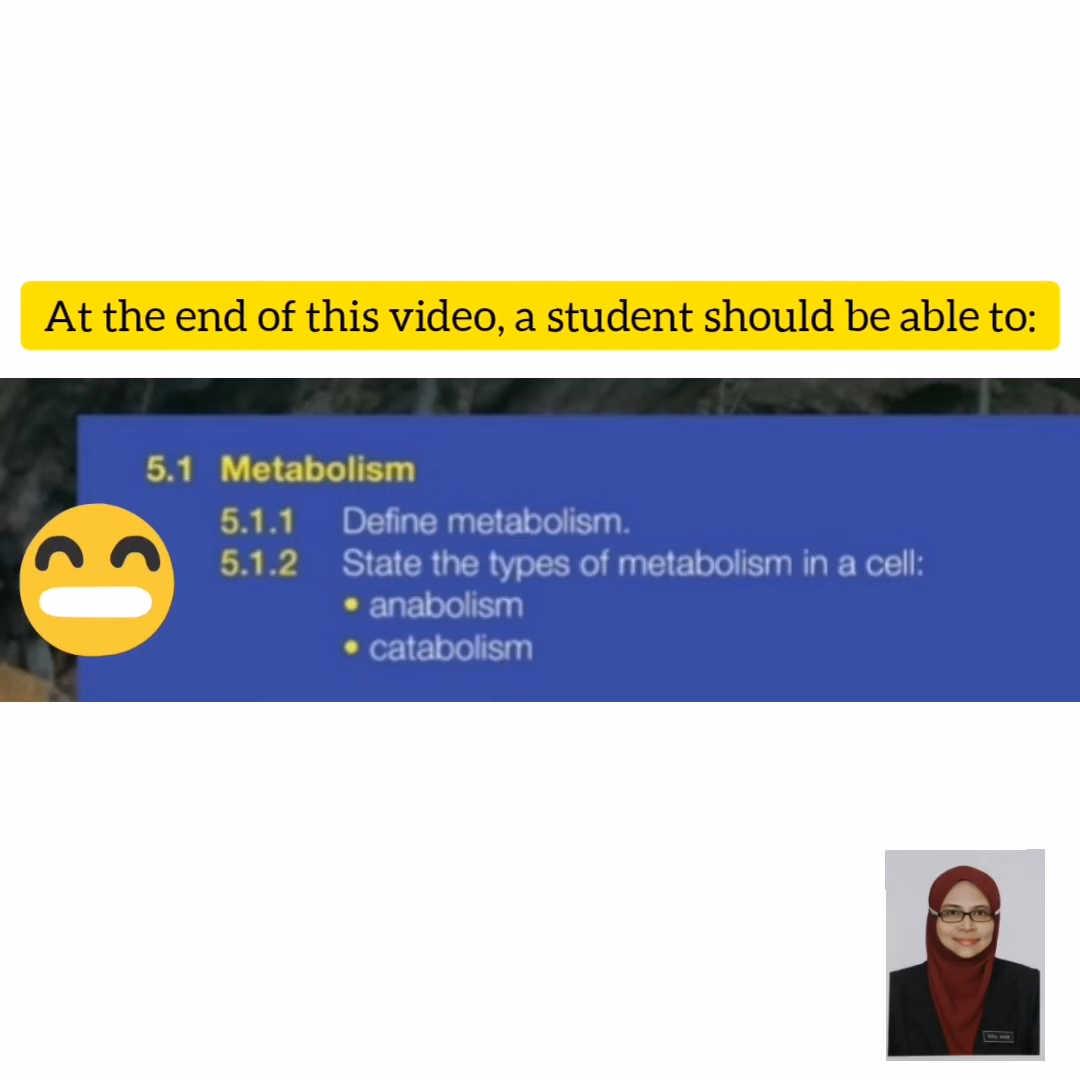 At the end of this video, a student should be able to:
5.1 Metabolism
5.1.1 Define metabolism.
5.1.2 State the types of metabolism in a cell:
• anabolism
• catabolism